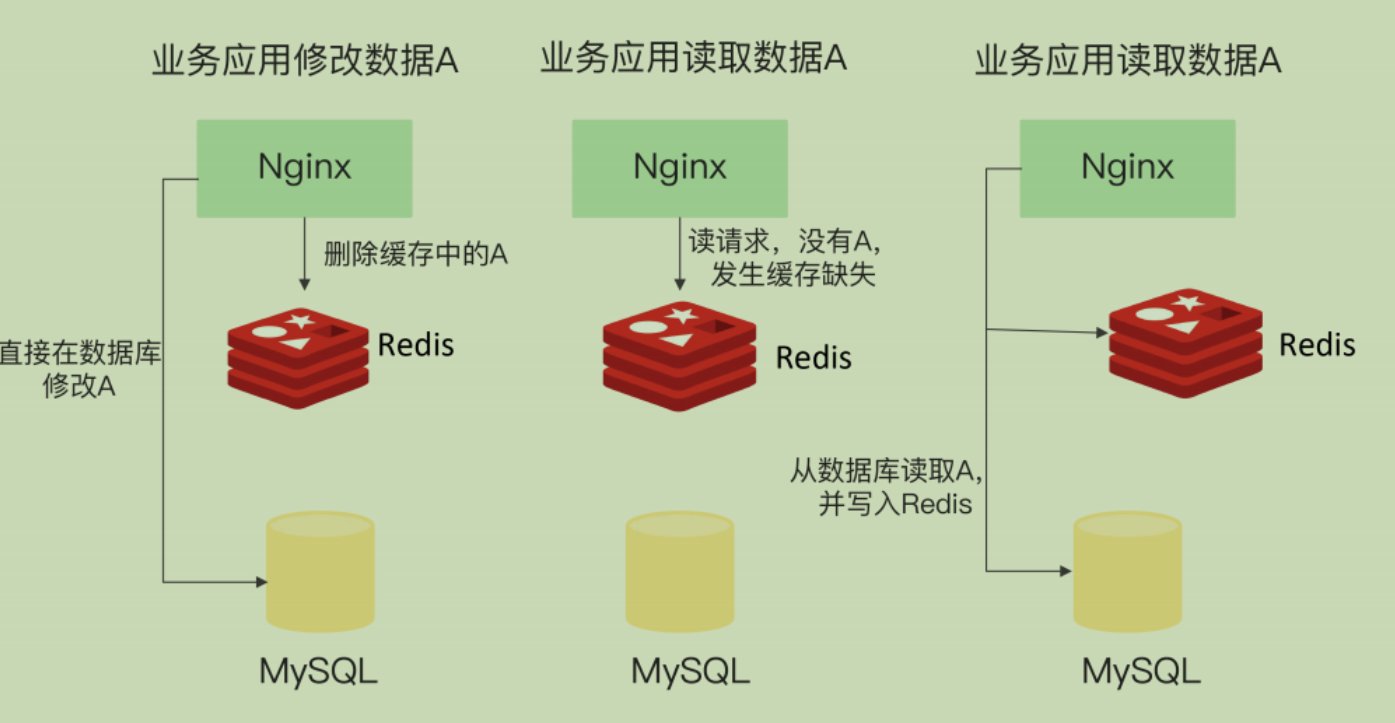 业务应用修改数据A
业务应用读取数据A
业务应用读取数据A
Nginx
Nginx
Nginx
删除缓存中的A
读请求，没有A，
发生缓存缺失
直接在数据库
修改A
Redis
Redis
Redis
从数据库读取A，
并写入Redis
MySQL
MySQL
MySQL